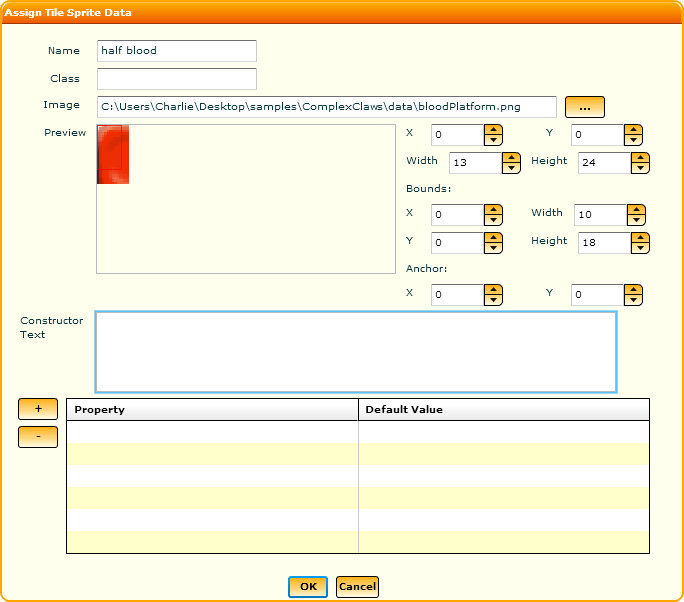 Assign Tile Sprite Data
Name half blood
Class
Image C:\Users\Charlie\Desktop\samples\ComplexClaws\data\bloodPlatform.png ...
Preview X 0 Y 0
Width 13 Height 24
Bounds:
X 0 Width 10
Y 0 Height 18
Anchor:
X 0 Y 0
Constructor
Text
+ Property Default Value
-
OK Cancel